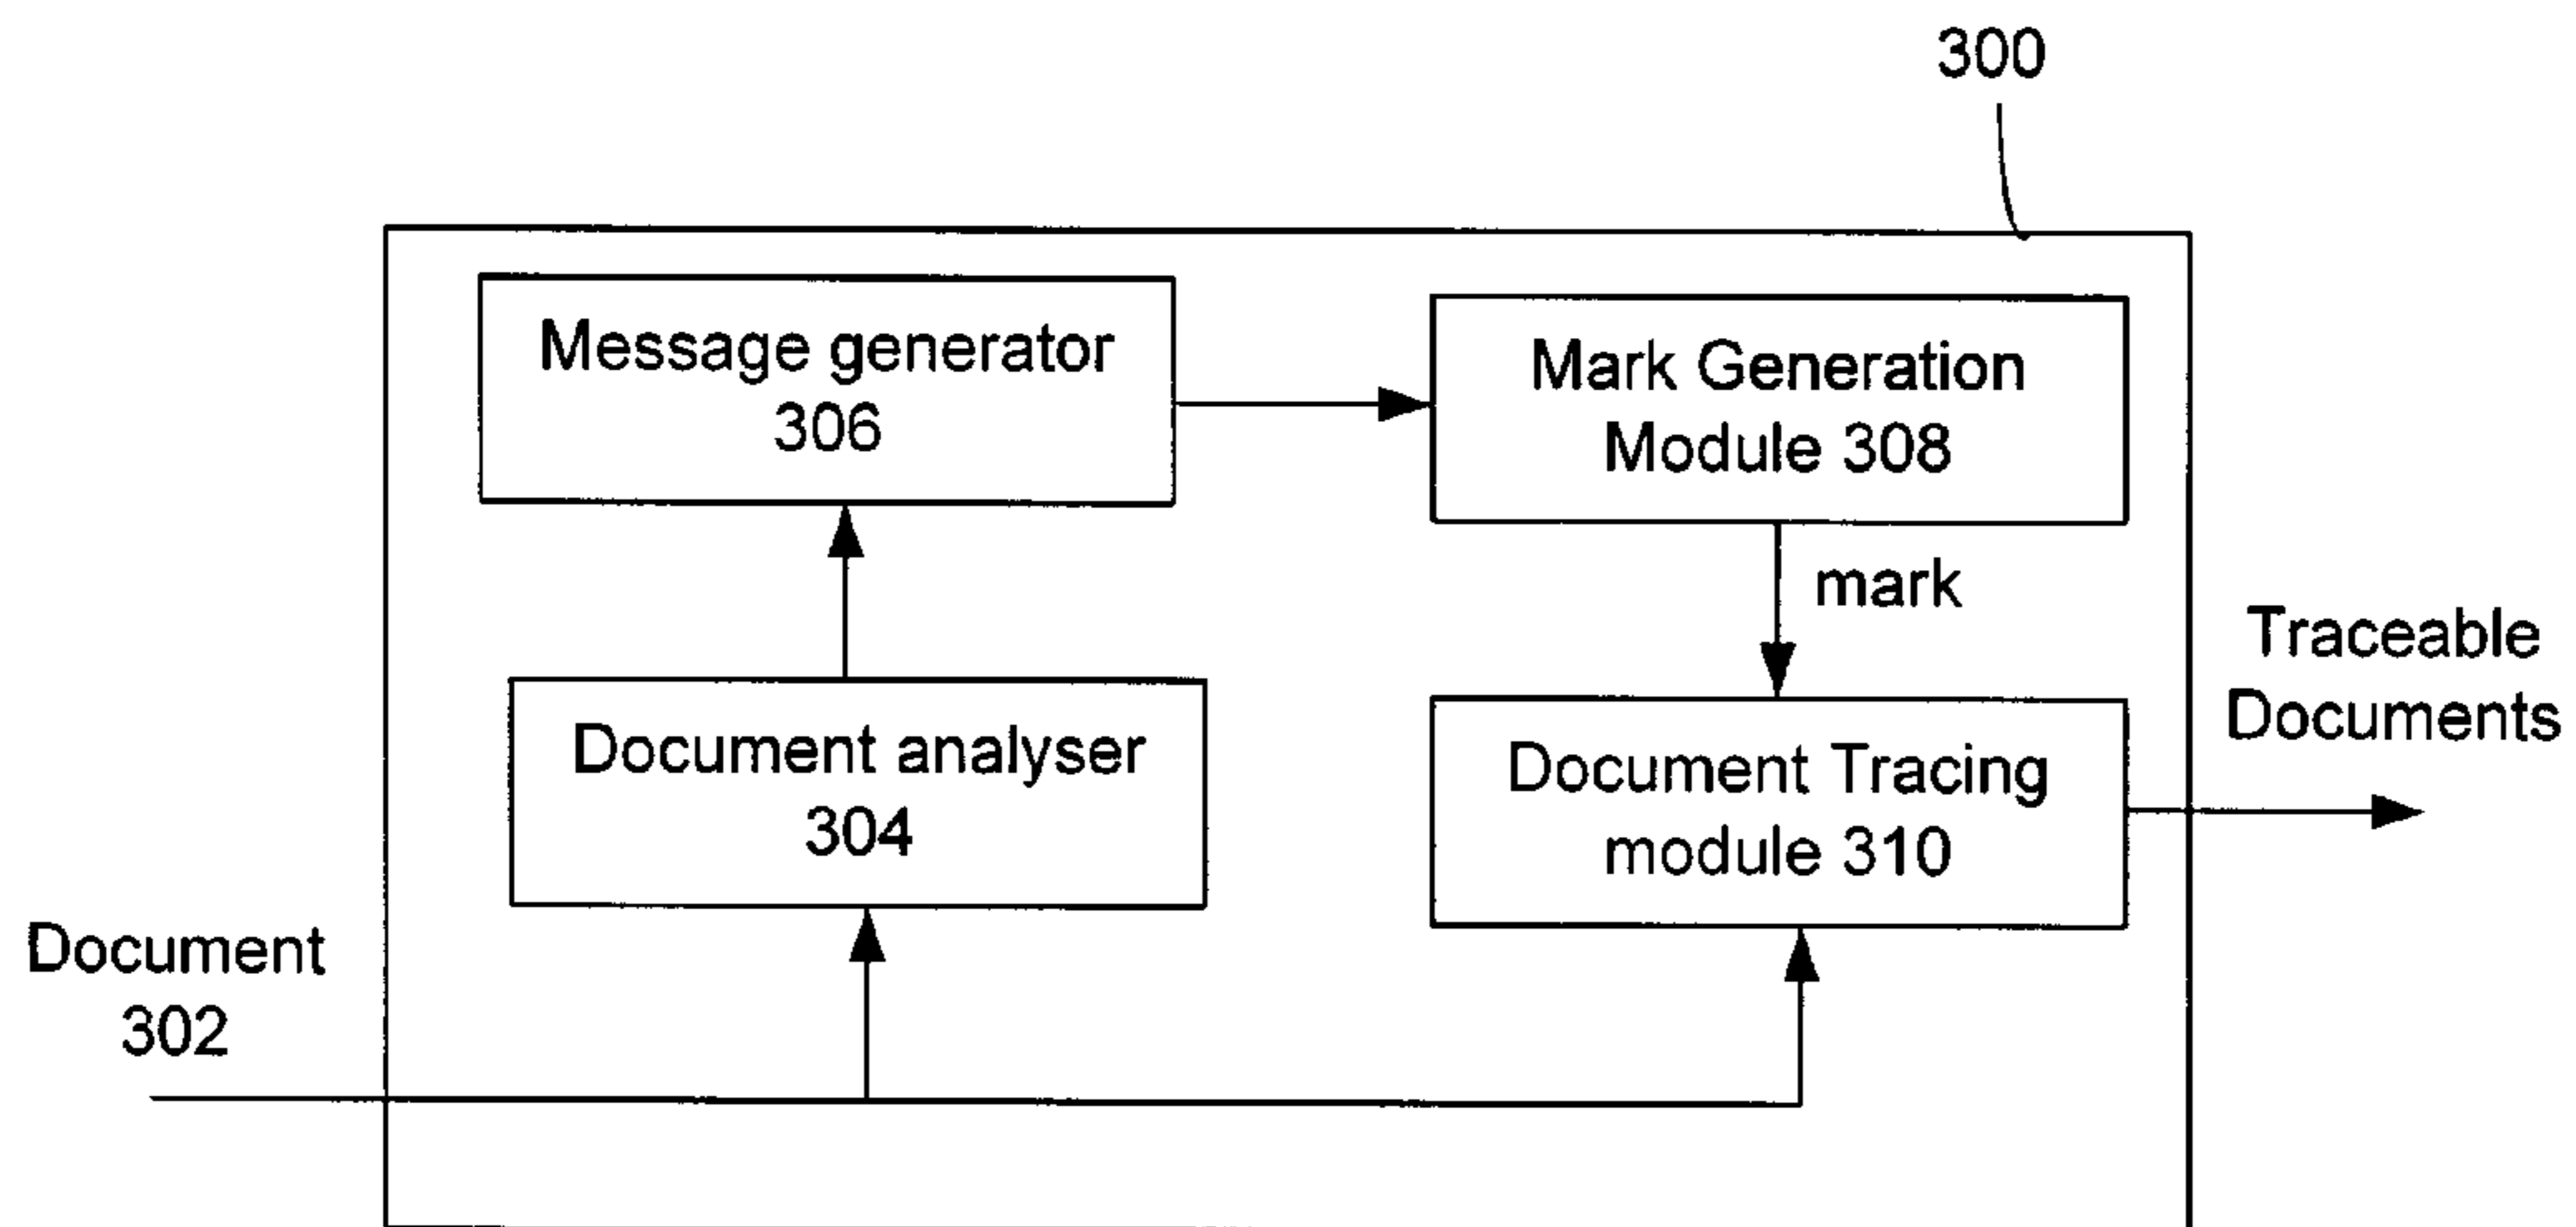 300
Message generator
306
Mark Generation
Module 308
mark
Traceable
Documents
Document analyser
304
Document Tracing
module 310
Document
302